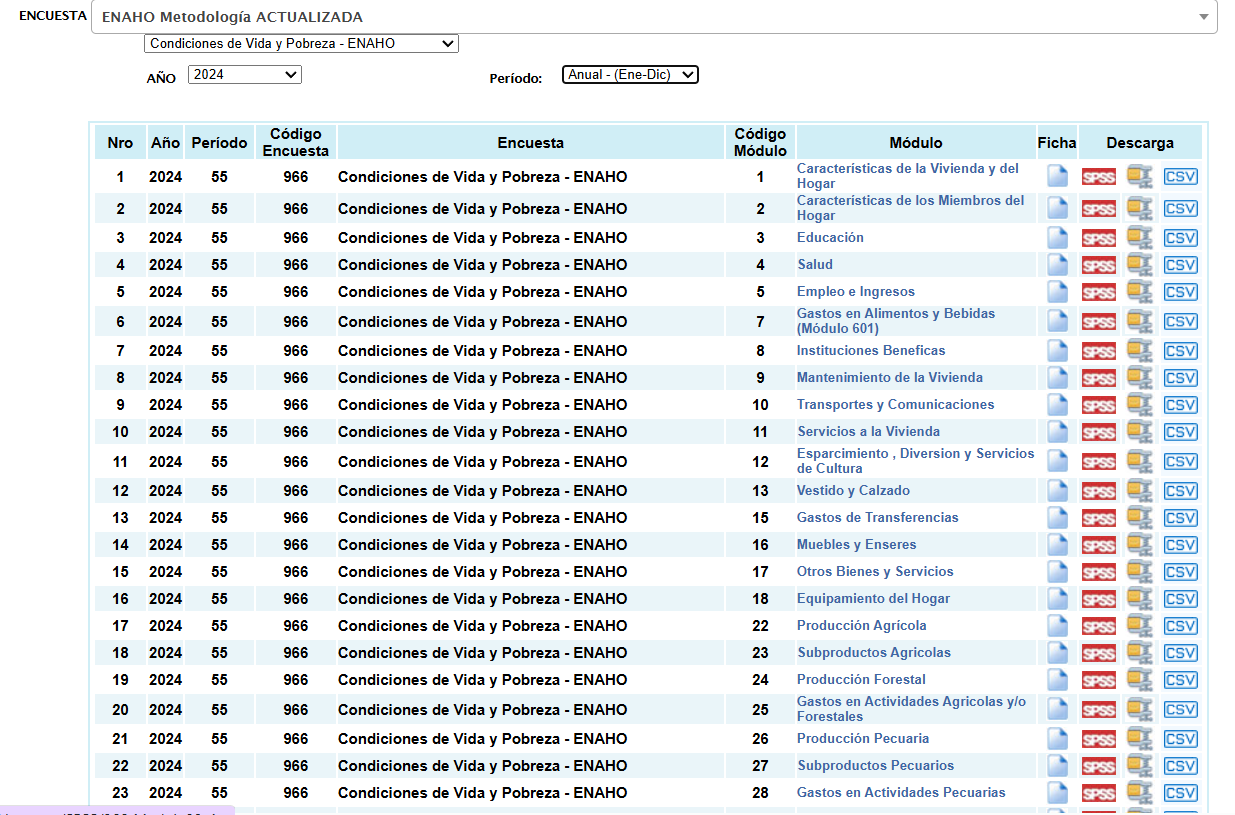 ENCUESTA ENAHO Metodología ACTUALIZADA
Condiciones de Vida y Pobreza - ENAHO
AÑO 2024 Período: Anual - (Ene-Dic)
Nro Año Período Código Encuesta Encuesta Código Módulo Módulo Ficha Descarga
1 2024 55 966 Condiciones de Vida y Pobreza - ENAHO 1 Características de la Vivienda y del Hogar SPSS CSV
2 2024 55 966 Condiciones de Vida y Pobreza - ENAHO 2 Características de los Miembros del Hogar SPSS CSV
3 2024 55 966 Condiciones de Vida y Pobreza - ENAHO 3 Educación SPSS CSV
4 2024 55 966 Condiciones de Vida y Pobreza - ENAHO 4 Salud SPSS CSV
5 2024 55 966 Condiciones de Vida y Pobreza - ENAHO 5 Empleo e Ingresos SPSS CSV
6 2024 55 966 Condiciones de Vida y Pobreza - ENAHO 7 Gastos en Alimentos y Bebidas (Módulo 601) SPSS CSV
7 2024 55 966 Condiciones de Vida y Pobreza - ENAHO 8 Instituciones Beneficas SPSS CSV
8 2024 55 966 Condiciones de Vida y Pobreza - ENAHO 9 Mantenimiento de la Vivienda SPSS CSV
9 2024 55 966 Condiciones de Vida y Pobreza - ENAHO 10 Transportes y Comunicaciones SPSS CSV
10 2024 55 966 Condiciones de Vida y Pobreza - ENAHO 11 Servicios a la Vivienda SPSS CSV
11 2024 55 966 Condiciones de Vida y Pobreza - ENAHO 12 Esparcimiento , Diversion y Servicios de Cultura SPSS CSV
12 2024 55 966 Condiciones de Vida y Pobreza - ENAHO 13 Vestido y Calzado SPSS CSV
13 2024 55 966 Condiciones de Vida y Pobreza - ENAHO 15 Gastos de Transferencias SPSS CSV
14 2024 55 966 Condiciones de Vida y Pobreza - ENAHO 16 Muebles y Enseres SPSS CSV
15 2024 55 966 Condiciones de Vida y Pobreza - ENAHO 17 Otros Bienes y Servicios SPSS CSV
16 2024 55 966 Condiciones de Vida y Pobreza - ENAHO 18 Equipamiento del Hogar SPSS CSV
17 2024 55 966 Condiciones de Vida y Pobreza - ENAHO 22 Producción Agrícola SPSS CSV
18 2024 55 966 Condiciones de Vida y Pobreza - ENAHO 23 Subproductos Agricolas SPSS CSV
19 2024 55 966 Condiciones de Vida y Pobreza - ENAHO 24 Producción Forestal SPSS CSV
20 2024 55 966 Condiciones de Vida y Pobreza - ENAHO 25 Gastos en Actividades Agricolas y/o Forestales SPSS CSV
21 2024 55 966 Condiciones de Vida y Pobreza - ENAHO 26 Producción Pecuaria SPSS CSV
22 2024 55 966 Condiciones de Vida y Pobreza - ENAHO 27 Subproductos Pecuarios SPSS CSV
23 2024 55 966 Condiciones de Vida y Pobreza - ENAHO 28 Gastos en Actividades Pecuarias SPSS CSV